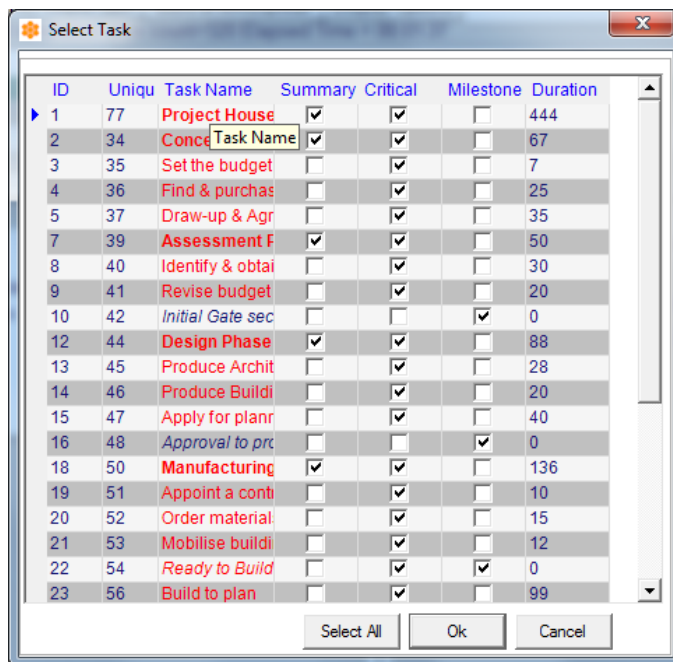 Select Task
ID Uniqu Task Name Summary Critical Milestone Duration
1 77 Project House 444
Task Name
2 34 Conce 67
3 35 Set the budget 7
4 36 Find & purchas 25
5 37 Draw-up & Agr 35
7 39 Assessment P 50
8 40 Identify & obtai 30
9 41 Revise budget 20
10 42 Initial Gate sec 0
12 44 Design Phase 88
13 45 Produce Archit 28
14 46 Produce Buildi 20
15 47 Apply for plann 40
16 48 Approval to pro 0
18 50 Manufacturing 136
19 51 Appoint a contr 10
20 52 Order materials 15
21 53 Mobilise buildi 12
22 54 Ready to Build 0
23 56 Build to plan 99
Select All Ok Cancel